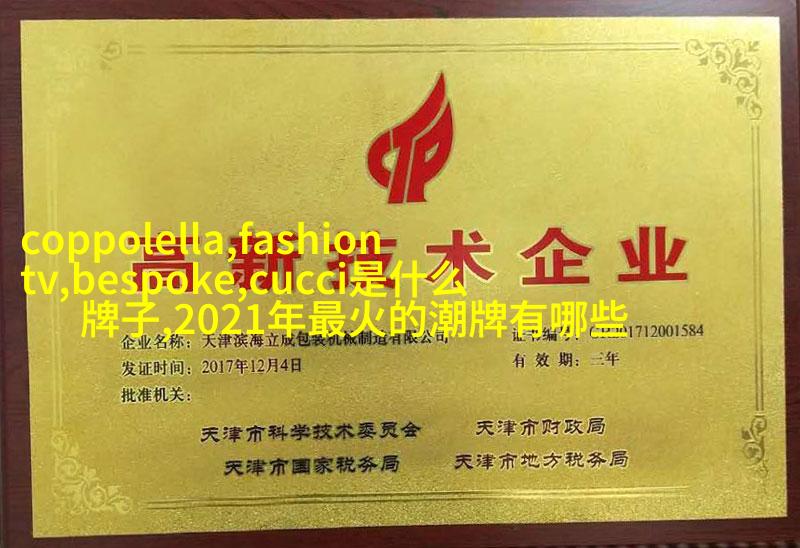 CTP
coppolella,fashion
tv,bespoke,cucci是什么
牌子,2021年最火的潮牌有哪些
高新技术企业
企业名称：天津滨海立成包装机械制造有限公司
证书编号：GR201712001584
发证时间：2017年12月4日
有效期：三年
批准机关：
天津市科学技术委员会 天津市财政局
天津市国家税务局 天津市地方税务局